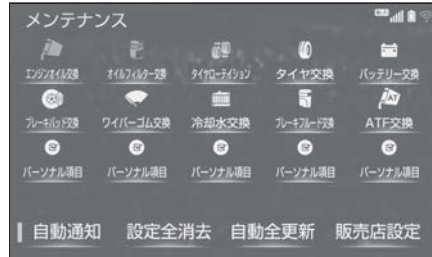 メンテナンス
エンジンオイル交換 オイルフィルター交換 タイヤローテイション タイヤ交換 バッテリー交換
ブレーキパッド交換 ワイパーゴム交換 冷却水交換 ブレーキフルード交換 ATF交換
パーソナル項目 パーソナル項目 パーソナル項目 パーソナル項目 パーソナル項目
自動通知 設定全消去 自動全更新 販売店設定